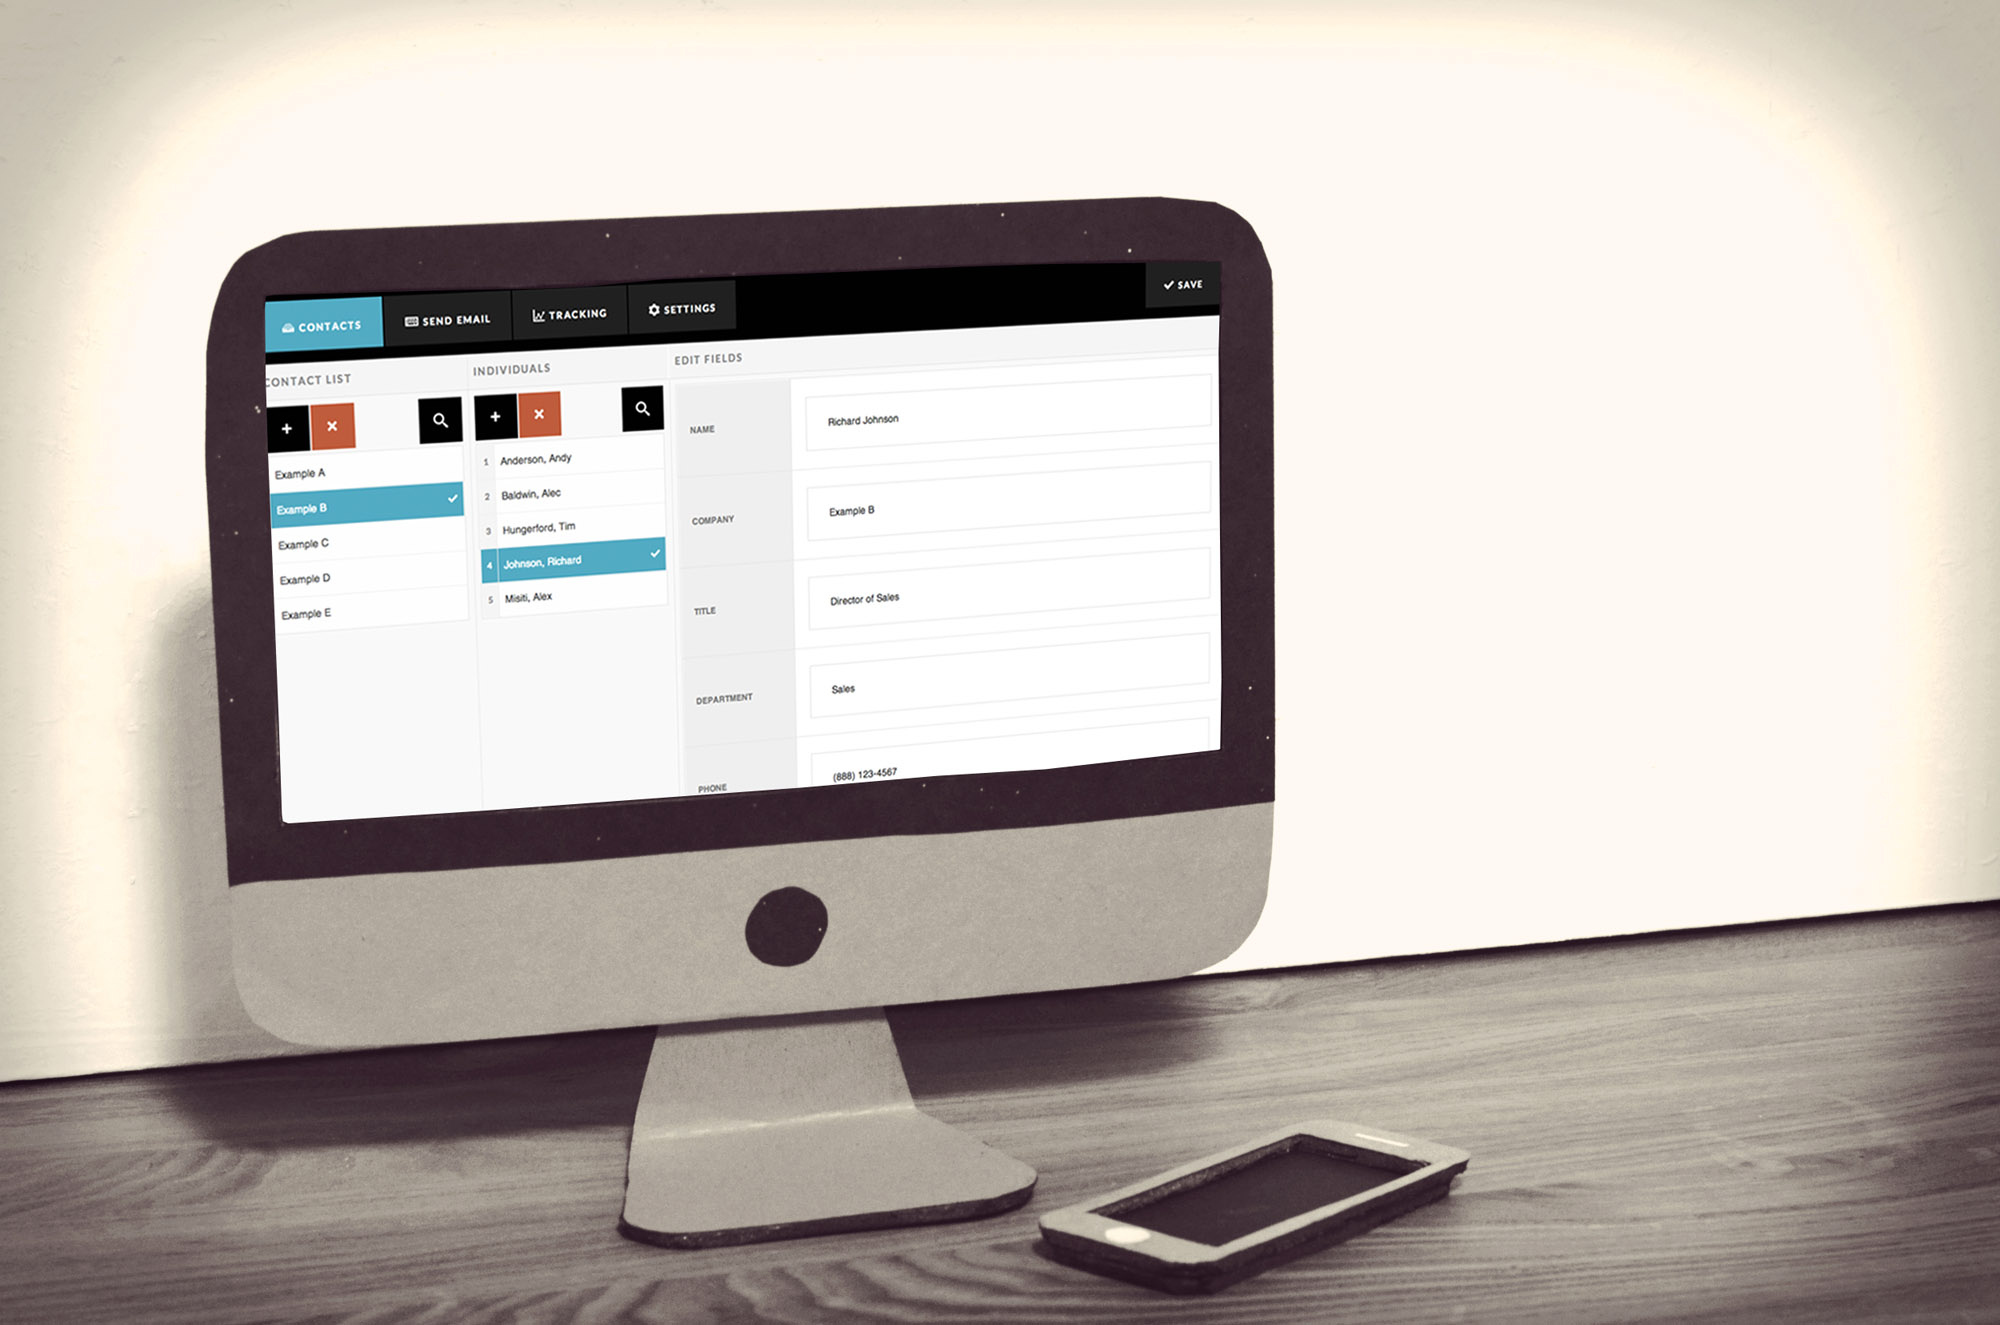 CONTACTS
SEND EMAIL
TRACKING
SETTINGS
SAVE
CONTACT LIST
Example A
Example B
Example C
Example D
Example E
INDIVIDUALS
1 Anderson, Andy
2 Baldwin, Alec
3 Hungerford, Tim
4 Johnson, Richard
5 Misiti, Alex
EDIT FIELDS
NAME Richard Johnson
COMPANY Example B
TITLE Director of Sales
DEPARTMENT Sales
PHONE (888) 123-4567